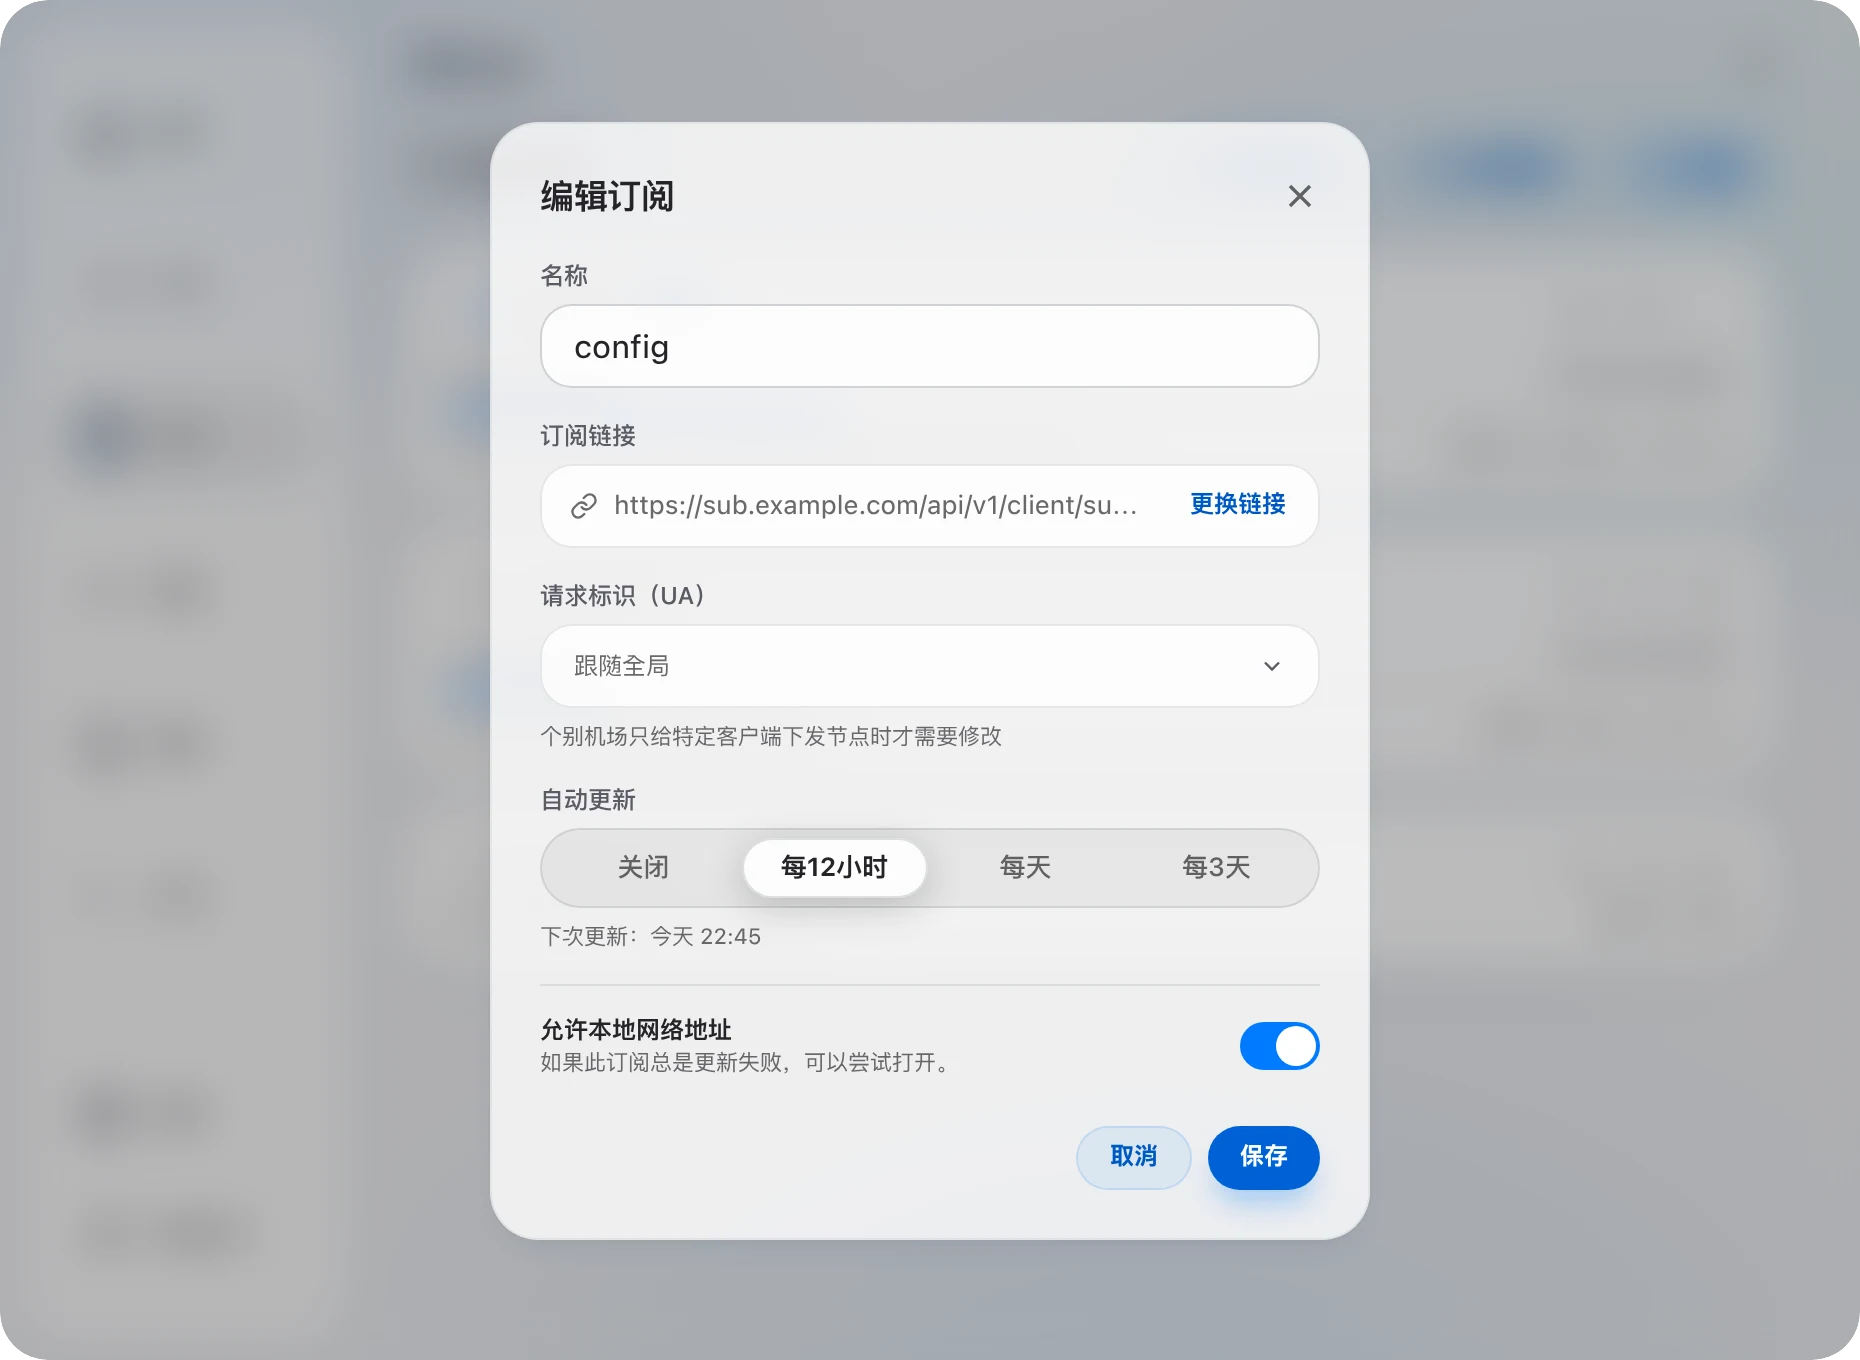 编辑订阅
名称
config
订阅链接
https://sub.example.com/api/v1/client/su... 更换链接
请求标识（UA）
跟随全局
个别机场只给特定客户端下发节点时才需要修改
自动更新
关闭 每12小时 每天 每3天
下次更新：今天 22:45
允许本地网络地址
如果此订阅总是更新失败，可以尝试打开。
取消 保存